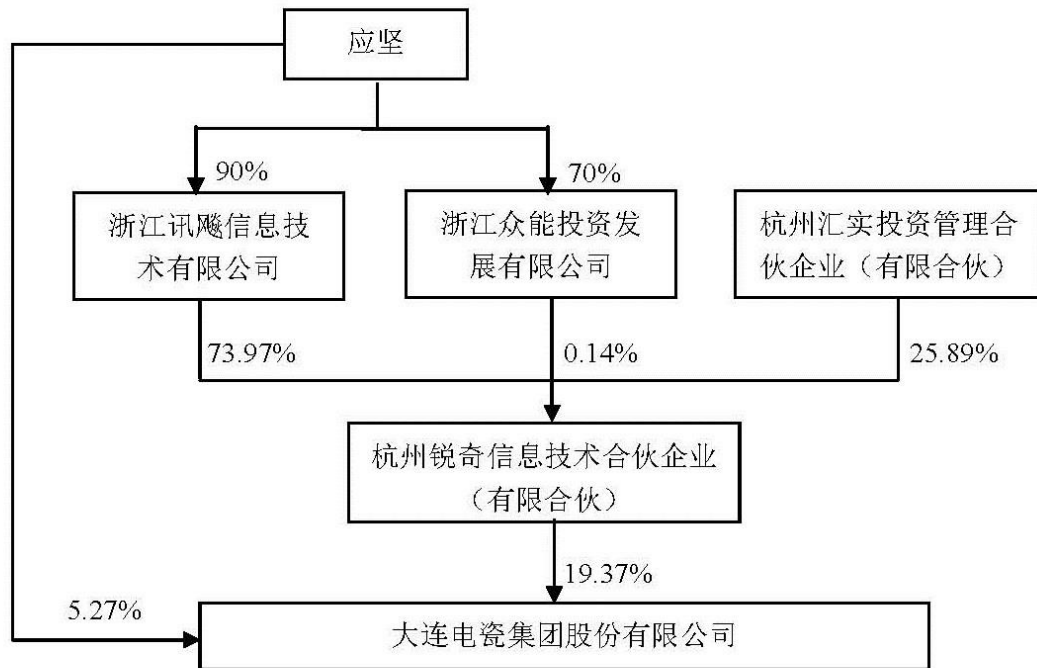 应坚
90%
70%
浙江讯飚信息技
术有限公司
浙江众能投资发
展有限公司
杭州汇实投资管理合
伙企业（有限合伙）
73.97%
0.14%
25.89%
杭州锐奇信息技术合伙企业
（有限合伙）
19.37%
5.27%
大连电瓷集团股份有限公司